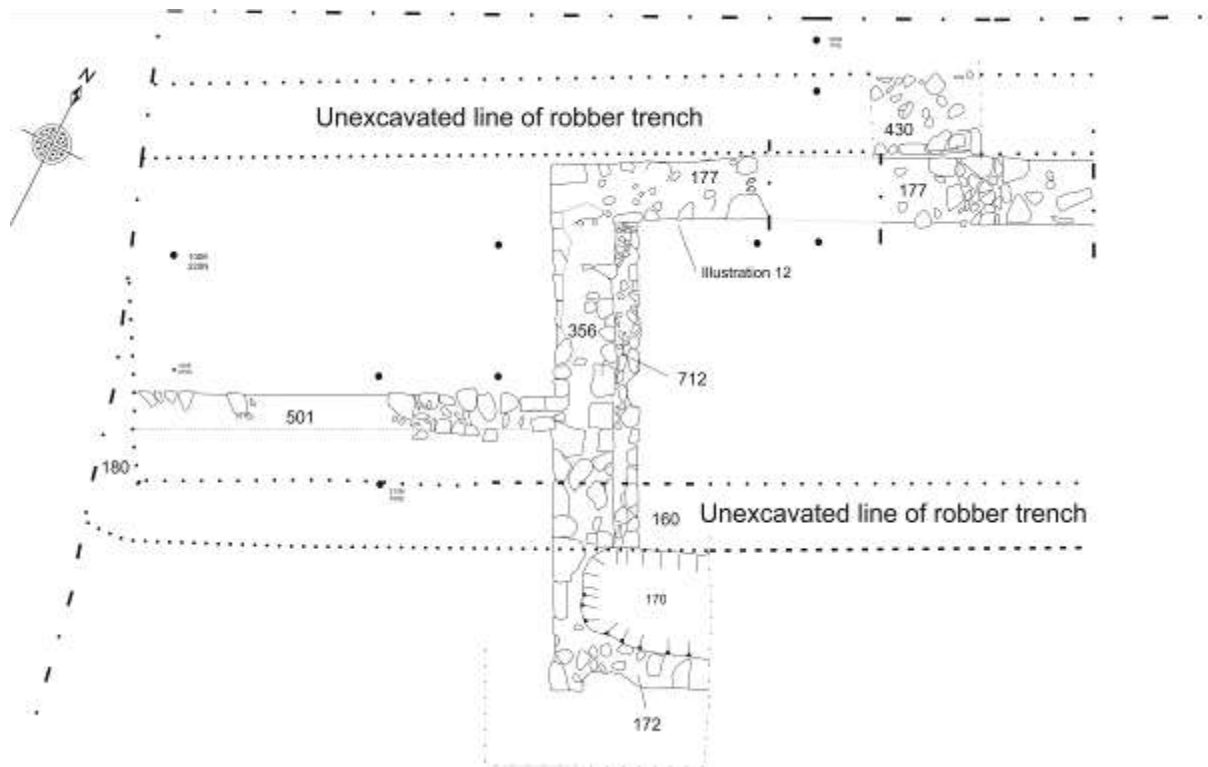 N
Unexcavated line of robber trench
430
177
177
Illustration 12
356
712
501
180
160
Unexcavated line of robber trench
170
172